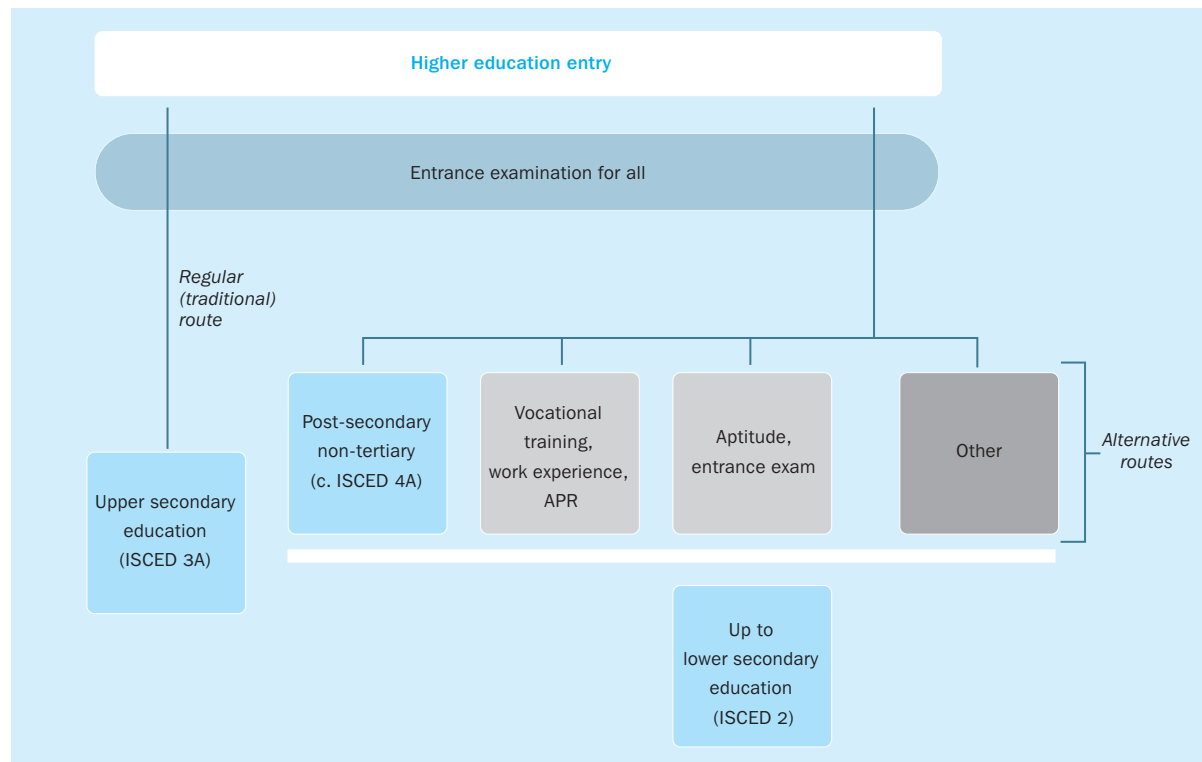 Higher education entry
Entrance examination for all
Regular
(traditional)
route
Post-secondary
non-tertiary
(c. ISCED 4A)
Vocational
training,
work experience,
APR
Aptitude,
entrance exam
Other
Alternative
routes
Upper secondary
education
(ISCED 3A)
Up to
lower secondary
education
(ISCED 2)